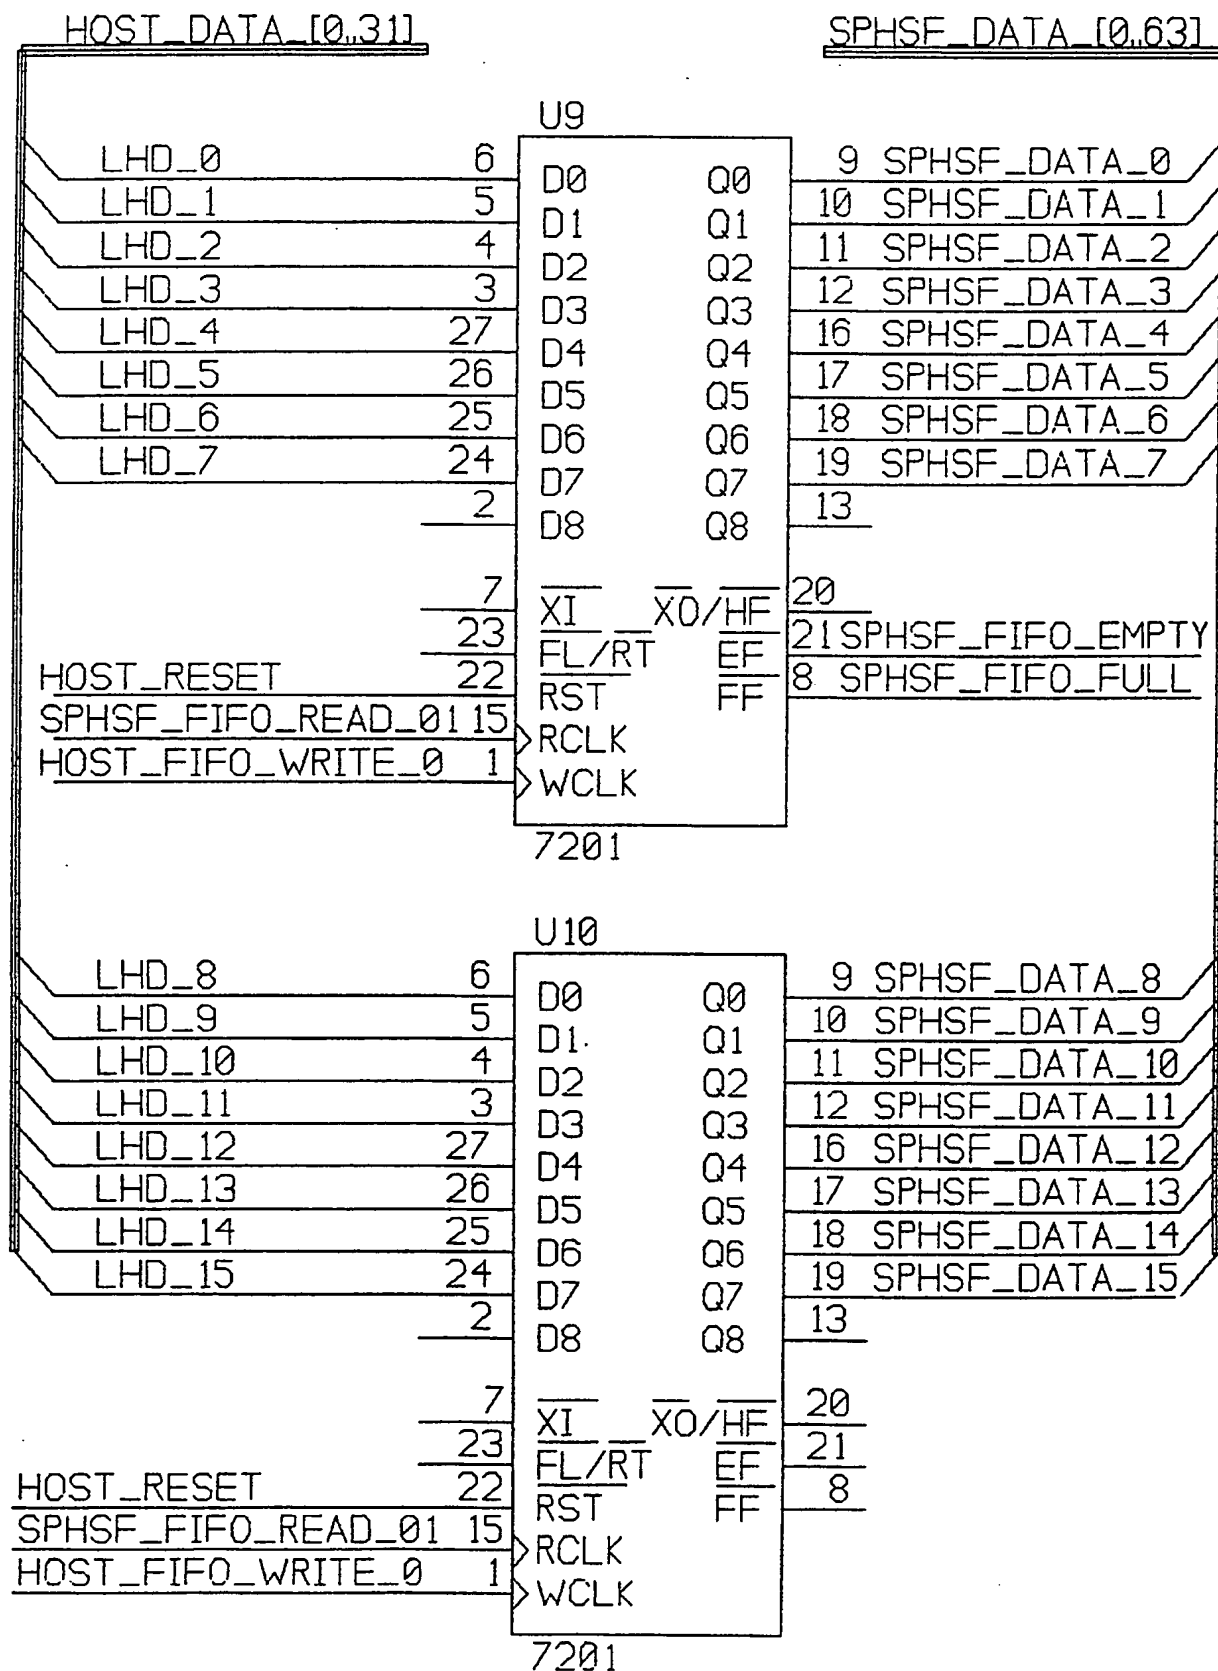 HOST_DATA_[0..31] SPHSF_DATA_[0..63]
U9
LHD_0 6 D0 Q0 9 SPHSF_DATA_0
LHD_1 5 D1 Q1 10 SPHSF_DATA_1
LHD_2 4 D2 Q2 11 SPHSF_DATA_2
LHD_3 3 D3 Q3 12 SPHSF_DATA_3
LHD_4 27 D4 Q4 16 SPHSF_DATA_4
LHD_5 26 D5 Q5 17 SPHSF_DATA_5
LHD_6 25 D6 Q6 18 SPHSF_DATA_6
LHD_7 24 D7 Q7 19 SPHSF_DATA_7
2 D8 Q8 13
7 XI XO/HF 20
23 FL/RT EF 21 SPHSF_FIFO_EMPTY
HOST_RESET 22 RST FF 8 SPHSF_FIFO_FULL
SPHSF_FIFO_READ_01 15 RCLK
HOST_FIFO_WRITE_0 1 WCLK
7201
U10
LHD_8 6 D0 Q0 9 SPHSF_DATA_8
LHD_9 5 D1 Q1 10 SPHSF_DATA_9
LHD_10 4 D2 Q2 11 SPHSF_DATA_10
LHD_11 3 D3 Q3 12 SPHSF_DATA_11
LHD_12 27 D4 Q4 16 SPHSF_DATA_12
LHD_13 26 D5 Q5 17 SPHSF_DATA_13
LHD_14 25 D6 Q6 18 SPHSF_DATA_14
LHD_15 24 D7 Q7 19 SPHSF_DATA_15
2 D8 Q8 13
7 XI XO/HF 20
23 FL/RT EF 21
HOST_RESET 22 RST FF 8
SPHSF_FIFO_READ_01 15 RCLK
HOST_FIFO_WRITE_0 1 WCLK
7201